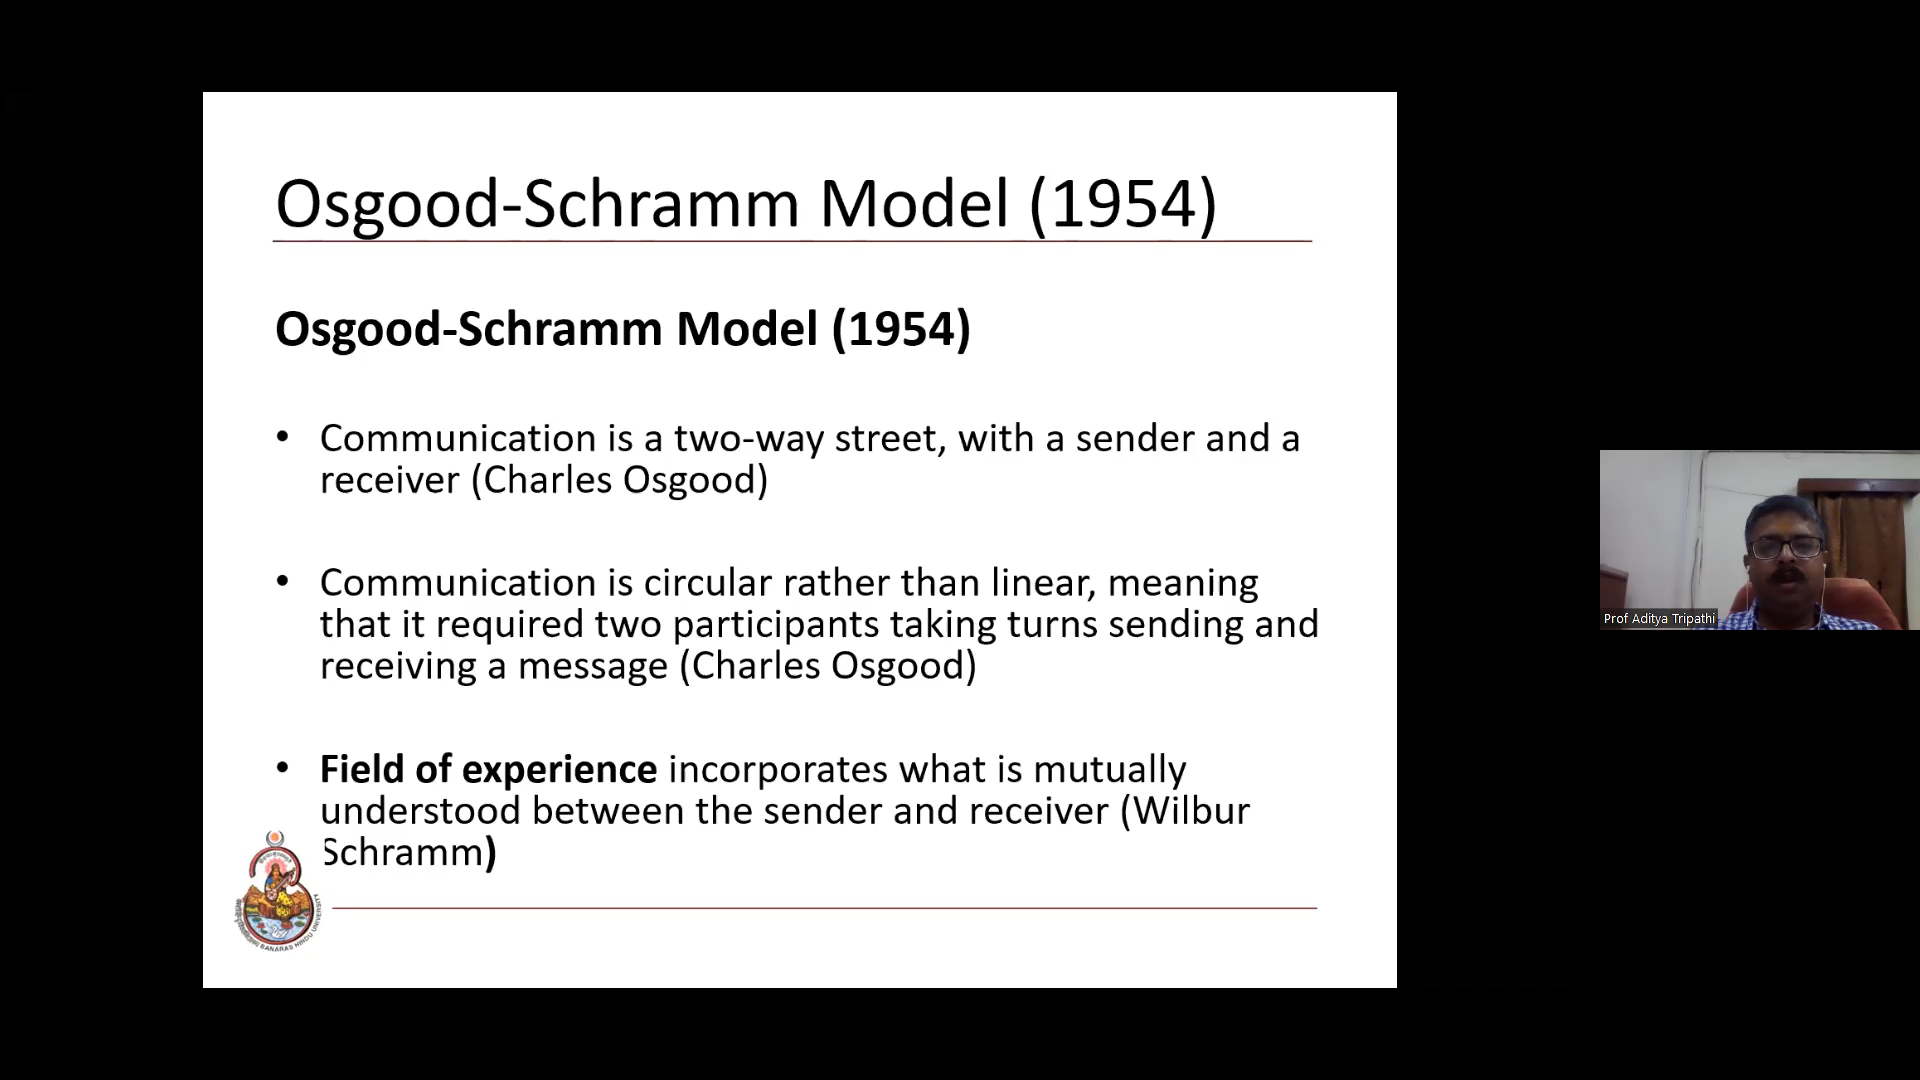 Osgood-Schramm Model (1954)
Osgood-Schramm Model (1954)
• Communication is a two-way street, with a sender and a
receiver (Charles Osgood)
• Communication is circular rather than linear, meaning
that it required two participants taking turns sending and
receiving a message (Charles Osgood)
• Field of experience incorporates what is mutually
understood between the sender and receiver (Wilbur
Schramm)
BANARAS HINDU UNIVERSITY
Prof Aditya Tripathi